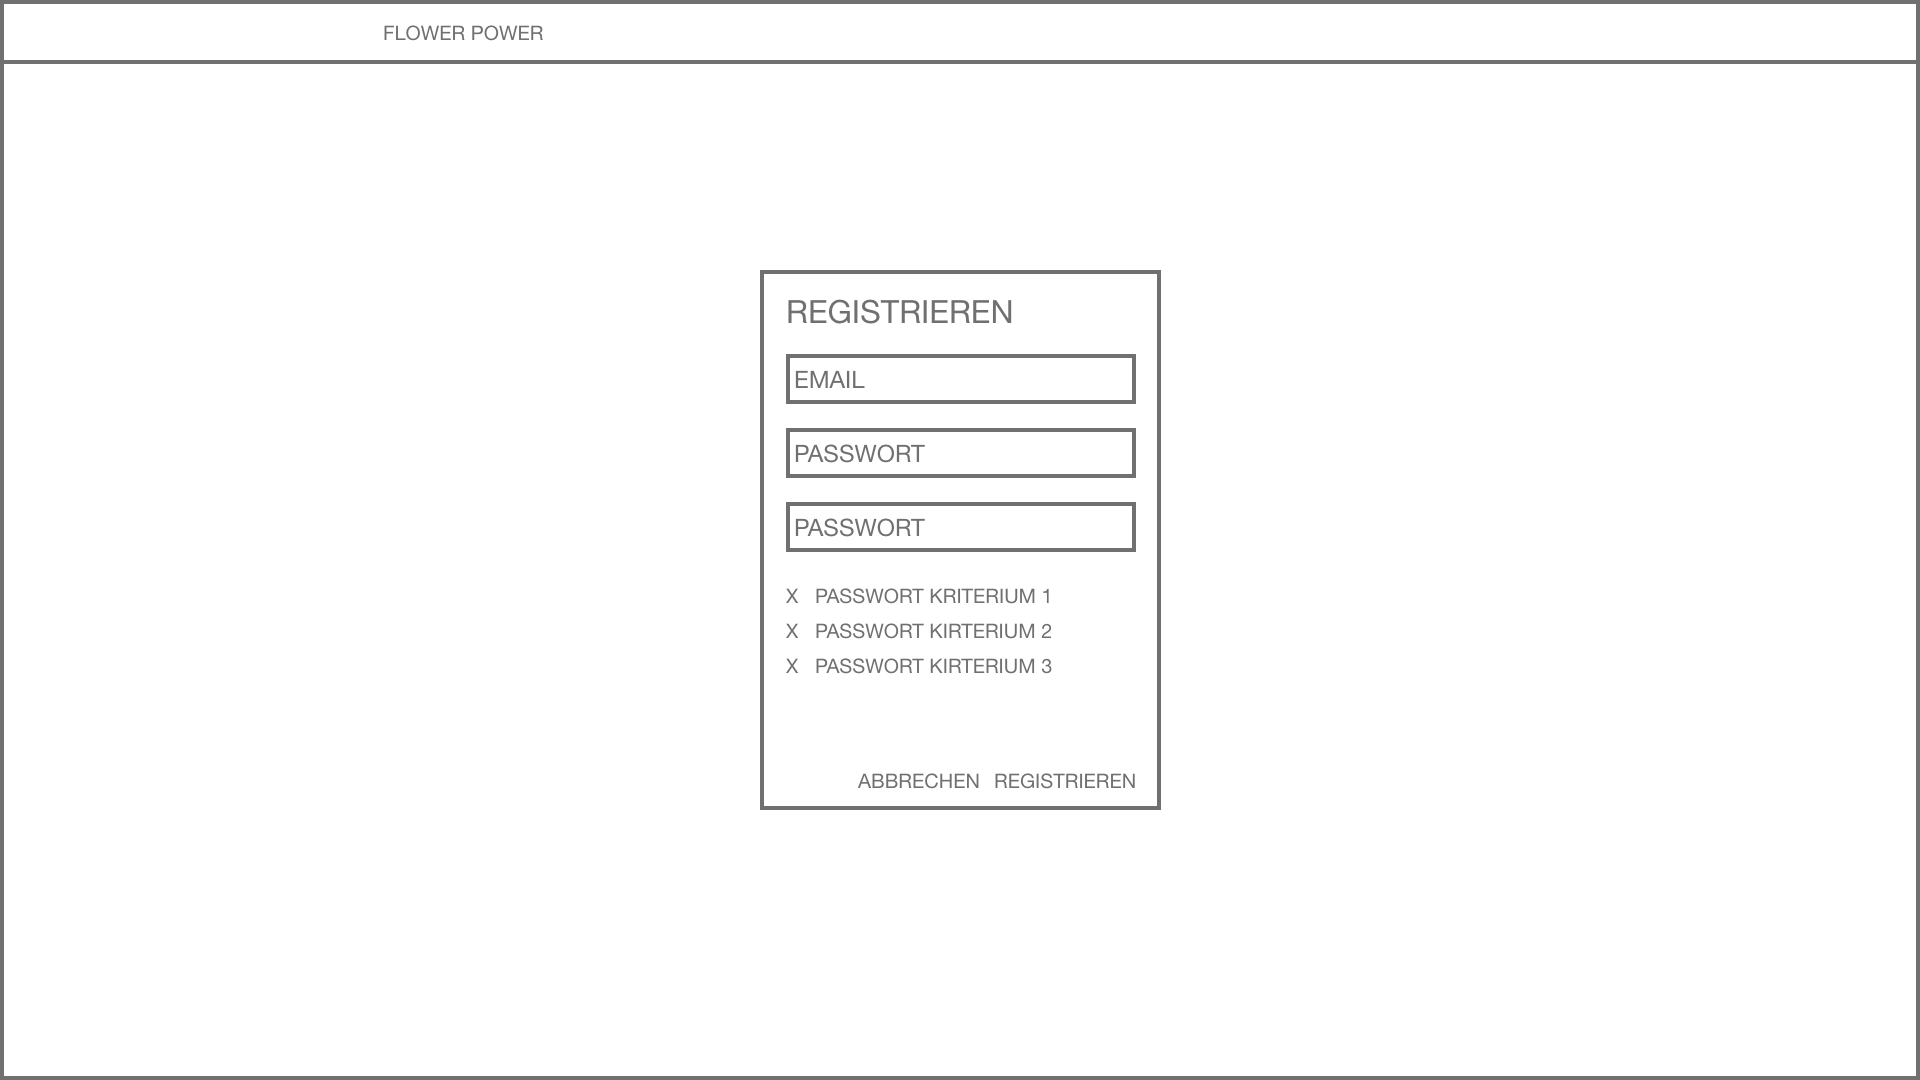 FLOWER POWER
REGISTRIEREN
EMAIL
PASSWORT
PASSWORT
X PASSWORT KRITERIUM 1
X PASSWORT KIRTERIUM 2
X PASSWORT KIRTERIUM 3
ABBRECHEN REGISTRIEREN